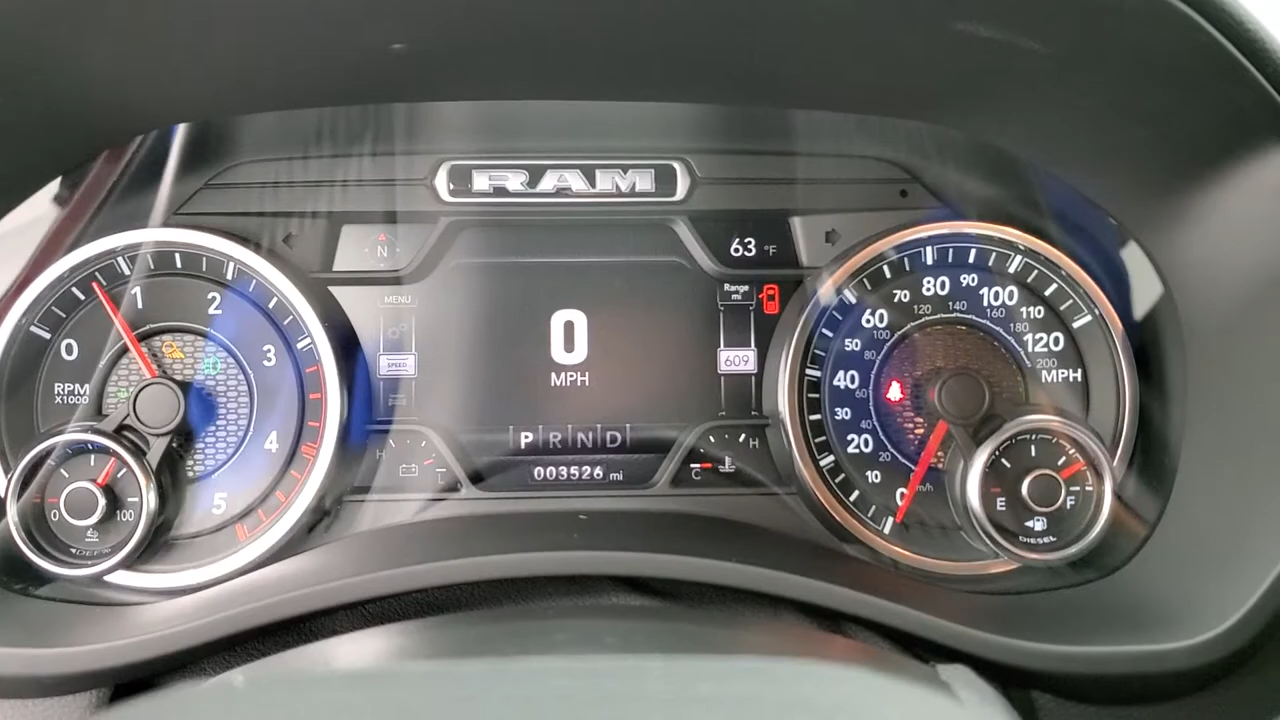 RAM
N
63 °F
MENU
SPEED
Range
mi
609
0
MPH
P R N D
003526 mi
H
L
C
H
0
1
2
3
4
5
RPM
X1000
0
100
DEF%
0
10
20
30
40
50
60
70
80
90
100
110
120
MPH
20
40
60
80
100
120
140
160
180
200
km/h
E
F
DIESEL